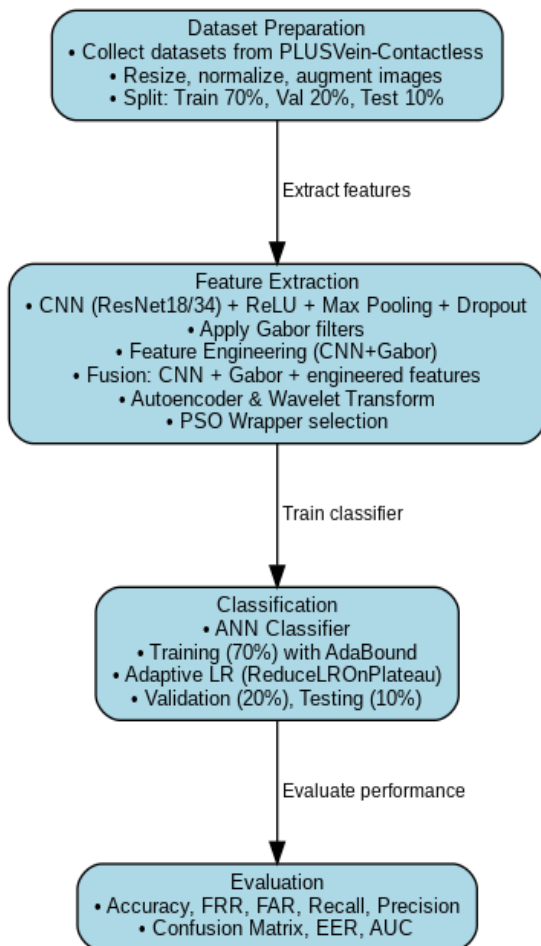 Dataset Preparation
• Collect datasets from PLUSVein-Contactless
• Resize, normalize, augment images
• Split: Train 70%, Val 20%, Test 10%
Extract features
Feature Extraction
• CNN (ResNet18/34) + ReLU + Max Pooling + Dropout
• Apply Gabor filters
• Feature Engineering (CNN+Gabor)
• Fusion: CNN + Gabor + engineered features
• Autoencoder & Wavelet Transform
• PSO Wrapper selection
Train classifier
Classification
• ANN Classifier
• Training (70%) with AdaBound
• Adaptive LR (ReduceLROnPlateau)
• Validation (20%), Testing (10%)
Evaluate performance
Evaluation
• Accuracy, FRR, FAR, Recall, Precision
• Confusion Matrix, EER, AUC